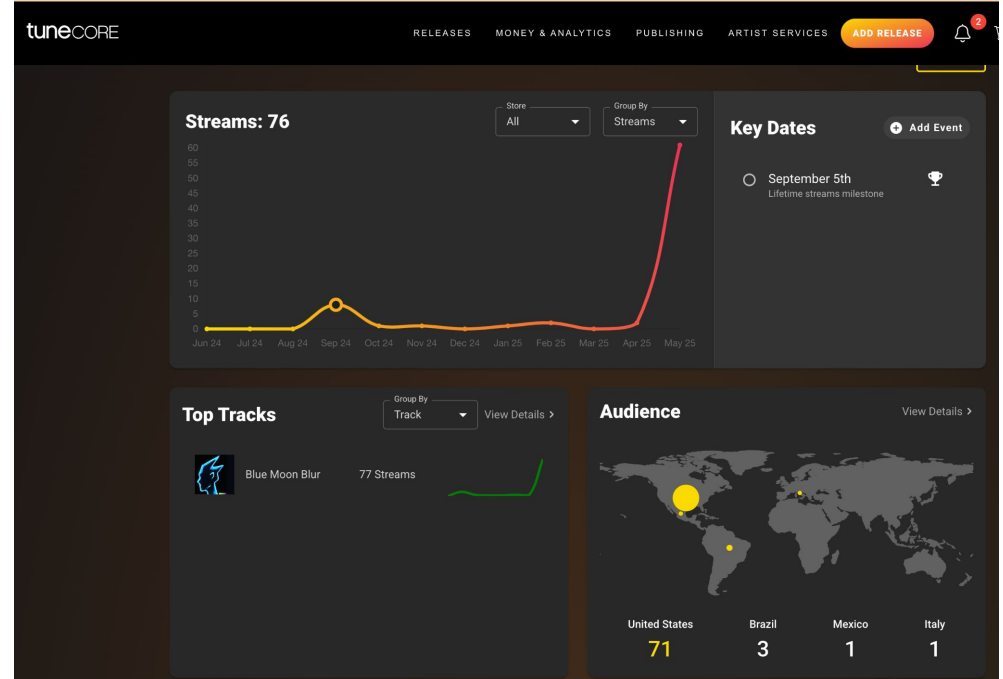 tunecore
RELEASES MONEY & ANALYTICS PUBLISHING ARTIST SERVICES ADD RELEASE 2
Streams: 76
Store
All
Group By
Streams
60
55
50
45
40
35
30
25
20
15
10
5
0
Jun 24 Jul 24 Aug 24 Sep 24 Oct 24 Nov 24 Dec 24 Jan 25 Feb 25 Mar 25 Apr 25 May 25
Key Dates
Add Event
September 5th
Lifetime streams milestone
Top Tracks
Group By
Track
View Details >
Blue Moon Blur 77 Streams
Audience
View Details >
United States Brazil Mexico Italy
71 3 1 1